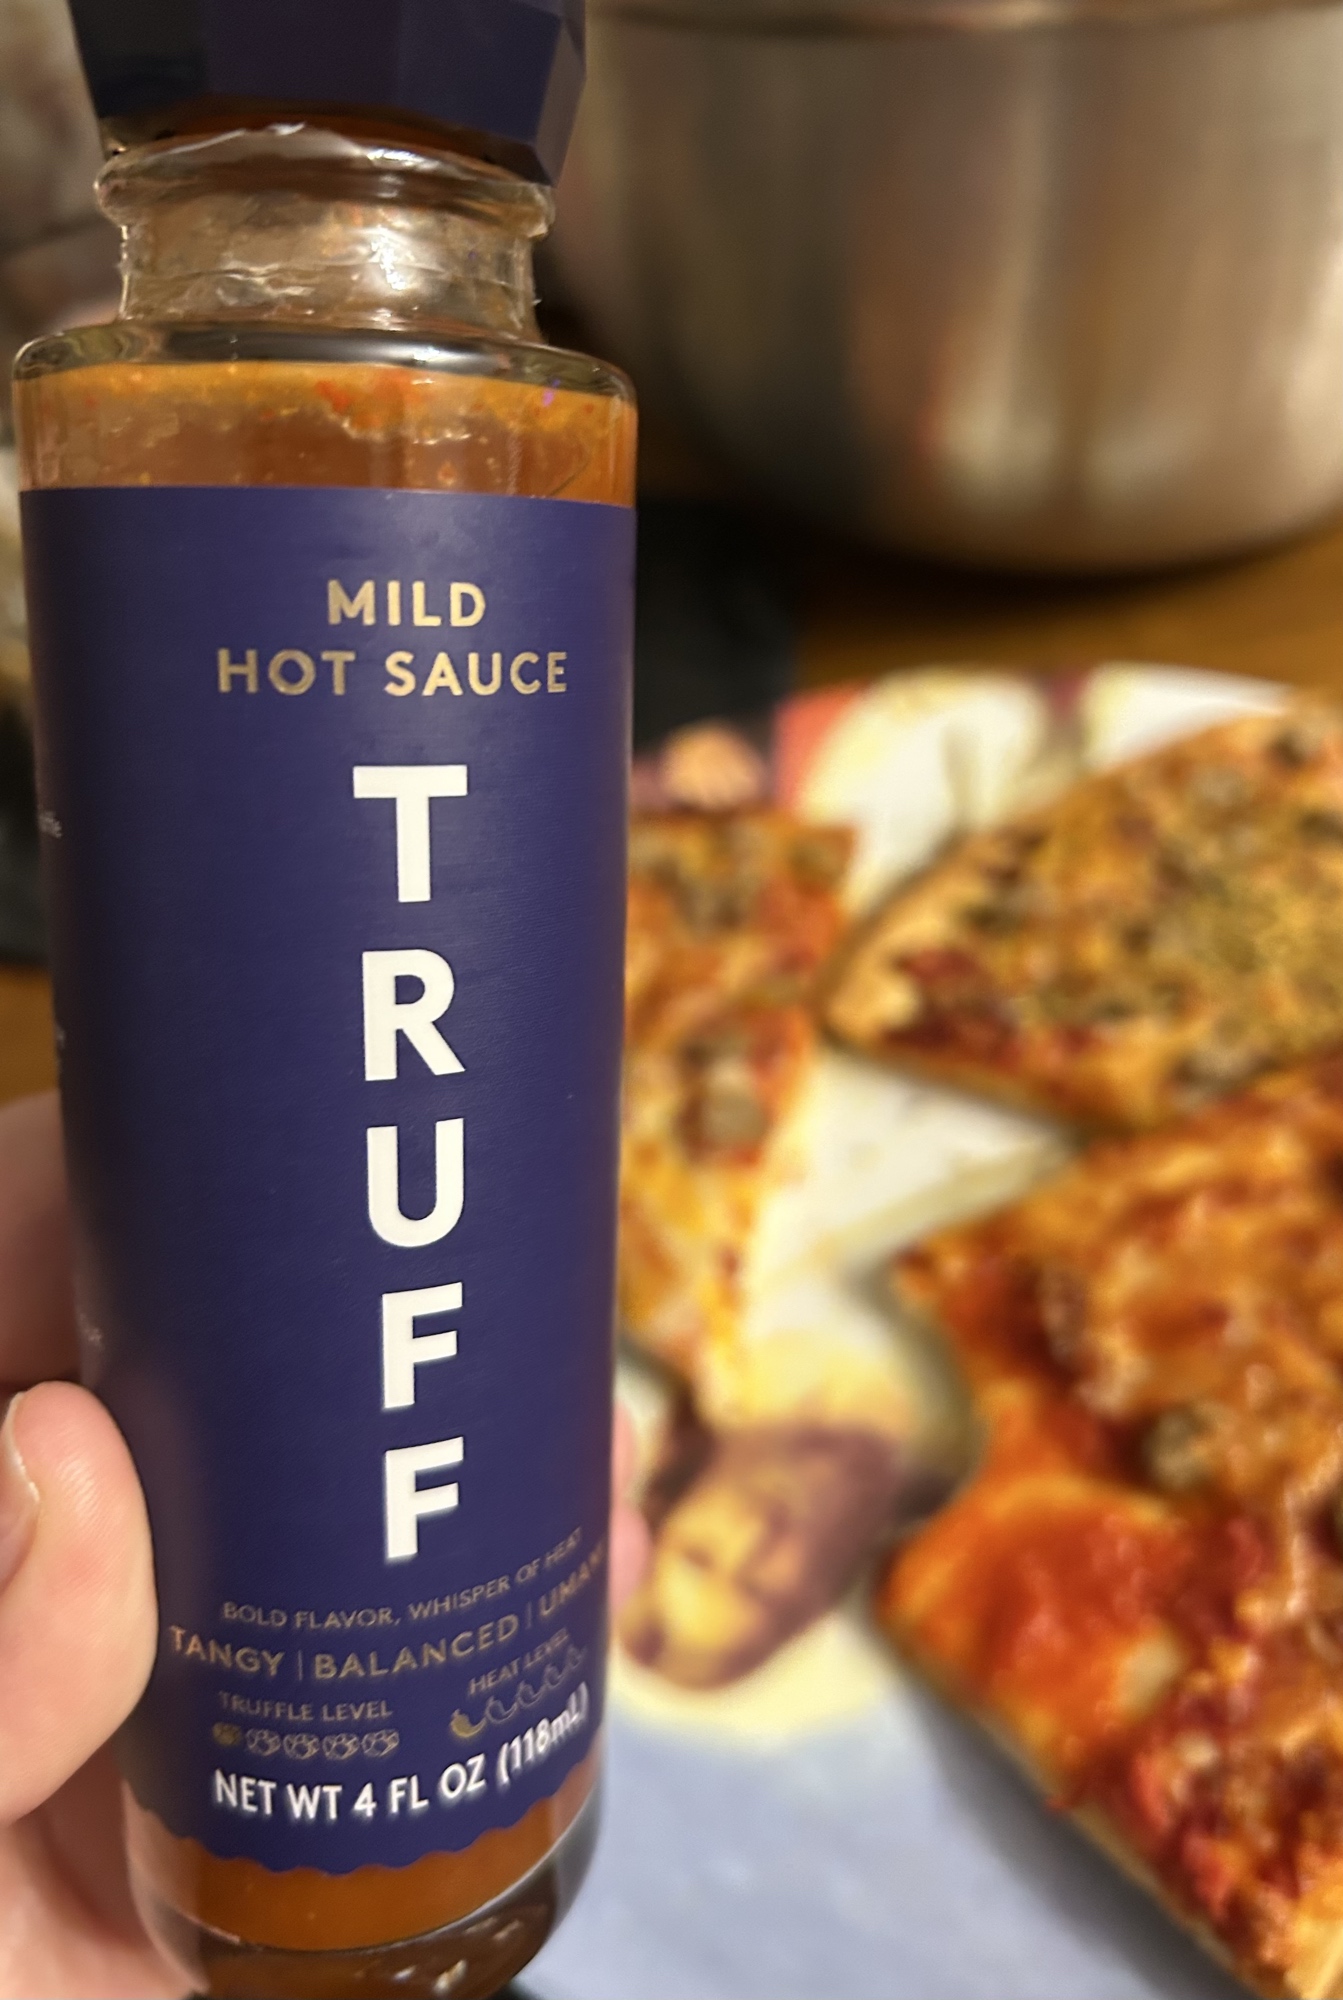 MILD
HOT SAUCE
TRUFF
BOLD FLAVOR, WHISPER OF HEAT
TANGY | BALANCED | UMAMI
TRUFFLE LEVEL
HEAT LEVEL
NET WT 4 FL OZ (118mL)